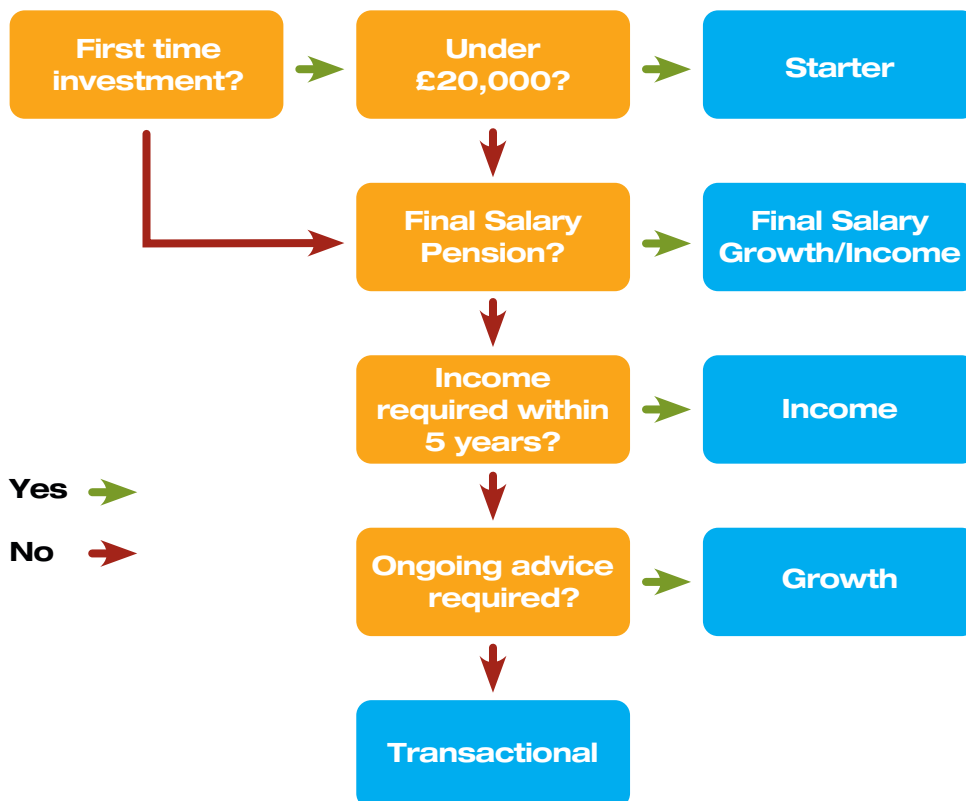 First time
investment?
Under
£20,000?
Starter
Final Salary
Pension?
Final Salary
Growth/Income
Income
required within
5 years?
Income
Yes
No
Ongoing advice
required?
Growth
Transactional